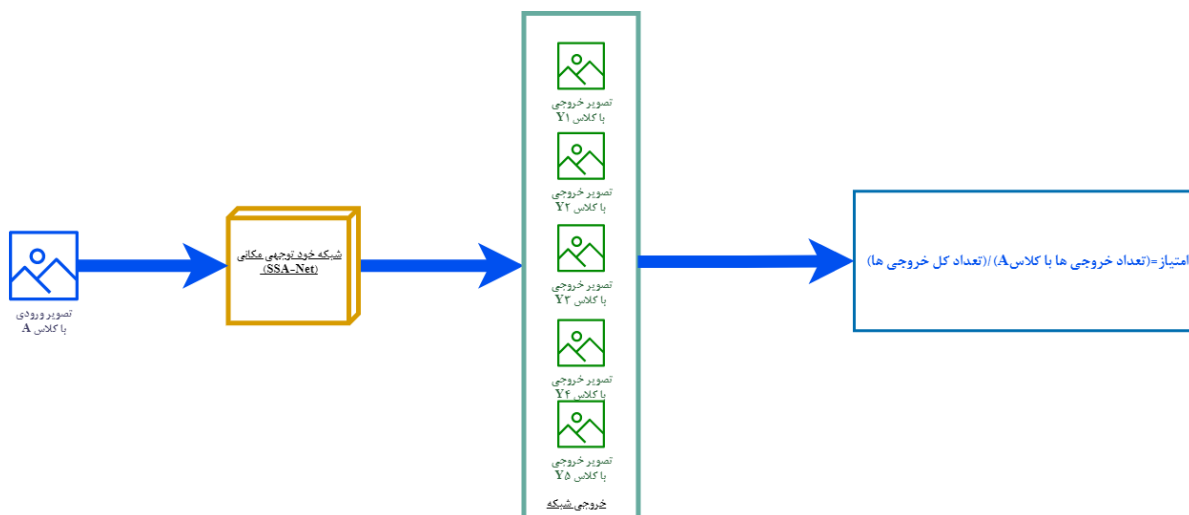 تصویر ورودی
با کلاس A
شبکه خود توجهی مکانی
(SSA-Net)
تصویر خروجی
با کلاس Y۱
تصویر خروجی
با کلاس Y۲
تصویر خروجی
با کلاس Y۳
تصویر خروجی
با کلاس Y۴
تصویر خروجی
با کلاس Y۵
خروجی شبکه
امتیاز=(تعداد خروجی ها با کلاسA)/(تعداد کل خروجی ها)